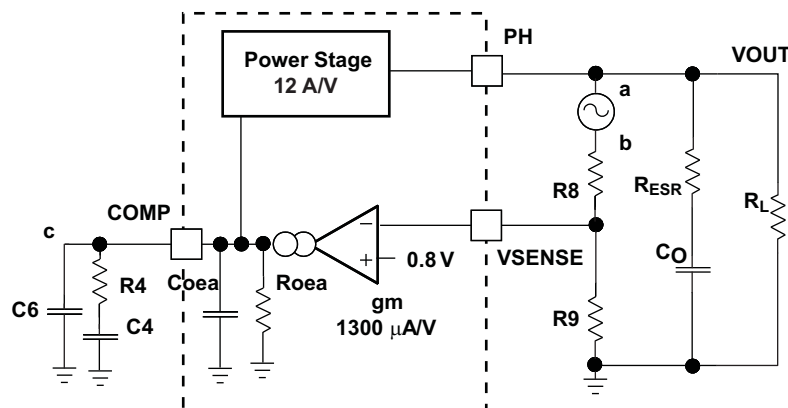 PH
VOUT
Power Stage
12 A/V
a
b
R8
RESR
RL
COMP
c
VSENSE
0.8 V
−
+
Coea
Roea
R4
gm
1300 µA/V
C6
C4
R9
CO